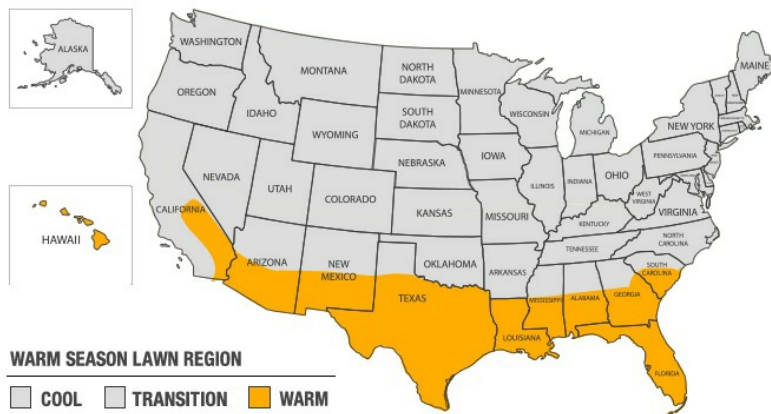 ALASKA
WASHINGTON
MONTANA
NORTH
DAKOTA
MINNESOTA
MAINE
OREGON
IDAHO
SOUTH
DAKOTA
WISCONSIN
MICHIGAN
NEW YORK
WYOMING
IOWA
PENNSYLVANIA
NEBRASKA
NEVADA
UTAH
COLORADO
ILLINOIS
INDIANA
OHIO
WEST
VIRGINIA
VIRGINIA
KANSAS
MISSOURI
KENTUCKY
CALIFORNIA
HAWAII
NORTH
CAROLINA
TENNESSEE
ARIZONA
NEW
MEXICO
OKLAHOMA
ARKANSAS
SOUTH
CAROLINA
TEXAS
MISSISSIPPI
ALABAMA
GEORGIA
LOUISIANA
FLORIDA
WARM SEASON LAWN REGION
COOL
TRANSITION
WARM